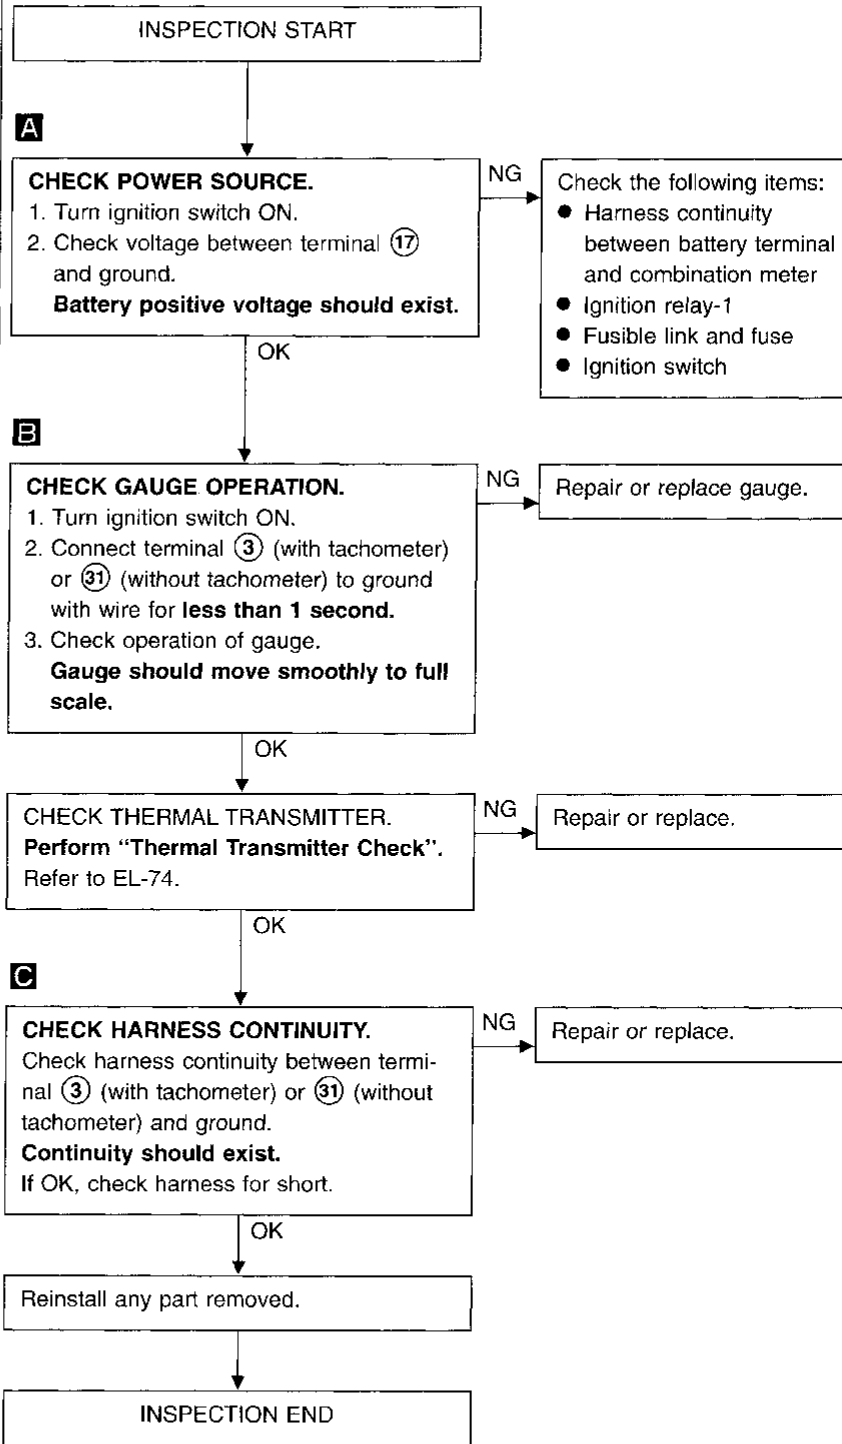 INSPECTION START
A
CHECK POWER SOURCE.
1. Turn ignition switch ON.
2. Check voltage between terminal ⑰
and ground.
Battery positive voltage should exist.
NG
Check the following items:
● Harness continuity
between battery terminal
and combination meter
● Ignition relay-1
● Fusible link and fuse
● Ignition switch
OK
B
CHECK GAUGE OPERATION.
1. Turn ignition switch ON.
2. Connect terminal ③ (with tachometer)
or ㉛ (without tachometer) to ground
with wire for less than 1 second.
3. Check operation of gauge.
Gauge should move smoothly to full
scale.
NG
Repair or replace gauge.
OK
CHECK THERMAL TRANSMITTER.
Perform “Thermal Transmitter Check”.
Refer to EL-74.
NG
Repair or replace.
OK
C
CHECK HARNESS CONTINUITY.
Check harness continuity between termi-
nal ③ (with tachometer) or ㉛ (without
tachometer) and ground.
Continuity should exist.
If OK, check harness for short.
NG
Repair or replace.
OK
Reinstall any part removed.
INSPECTION END